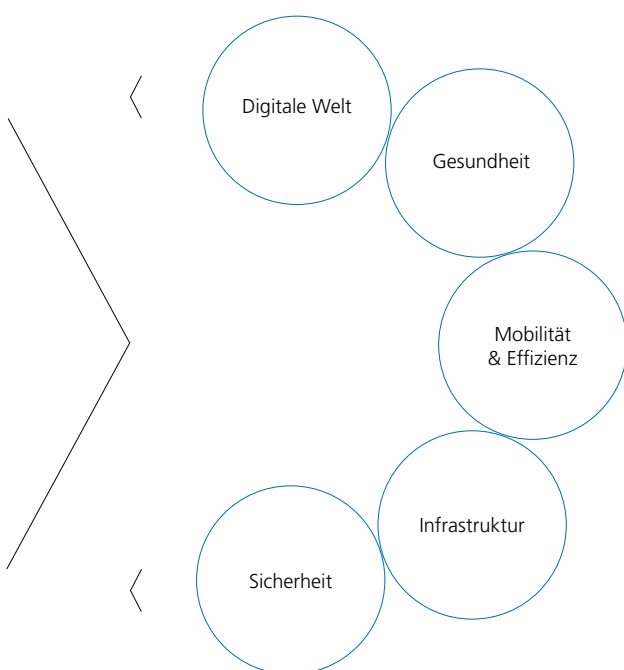 Digitale Welt
Gesundheit
Mobilität
& Effizienz
Infrastruktur
Sicherheit